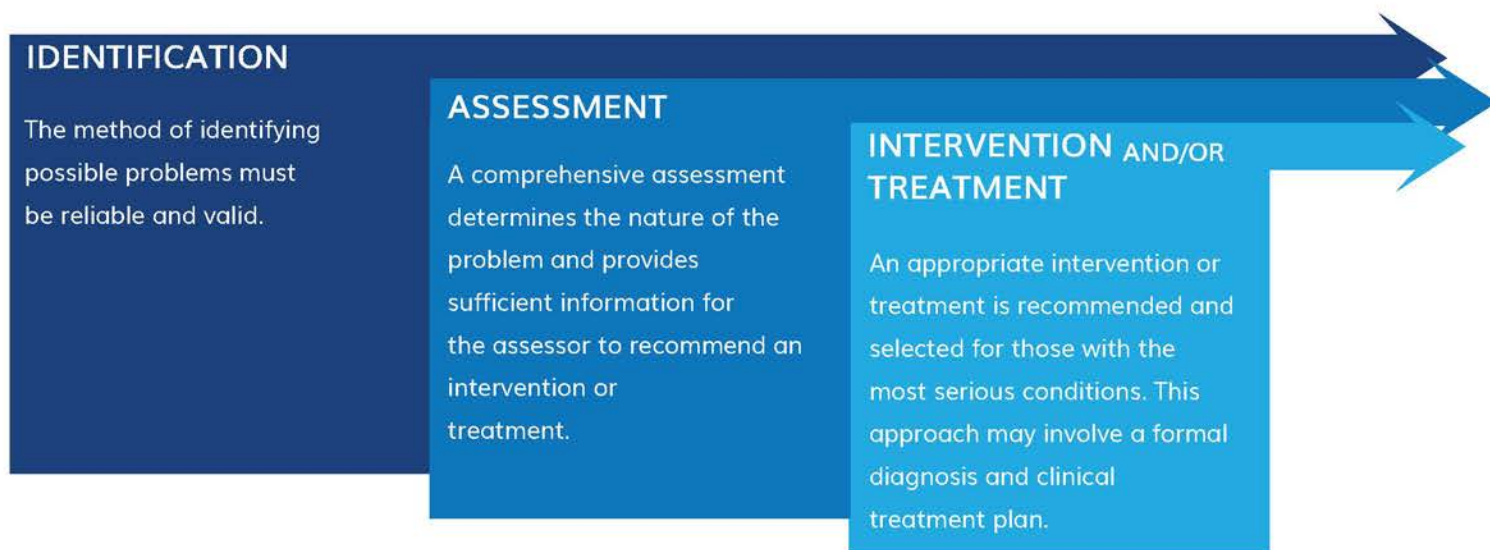 IDENTIFICATION
The method of identifying
possible problems must
be reliable and valid.
ASSESSMENT
A comprehensive assessment
determines the nature of the
problem and provides
sufficient information for
the assessor to recommend an
intervention or
treatment.
INTERVENTION AND/OR
TREATMENT
An appropriate intervention or
treatment is recommended and
selected for those with the
most serious conditions. This
approach may involve a formal
diagnosis and clinical
treatment plan.